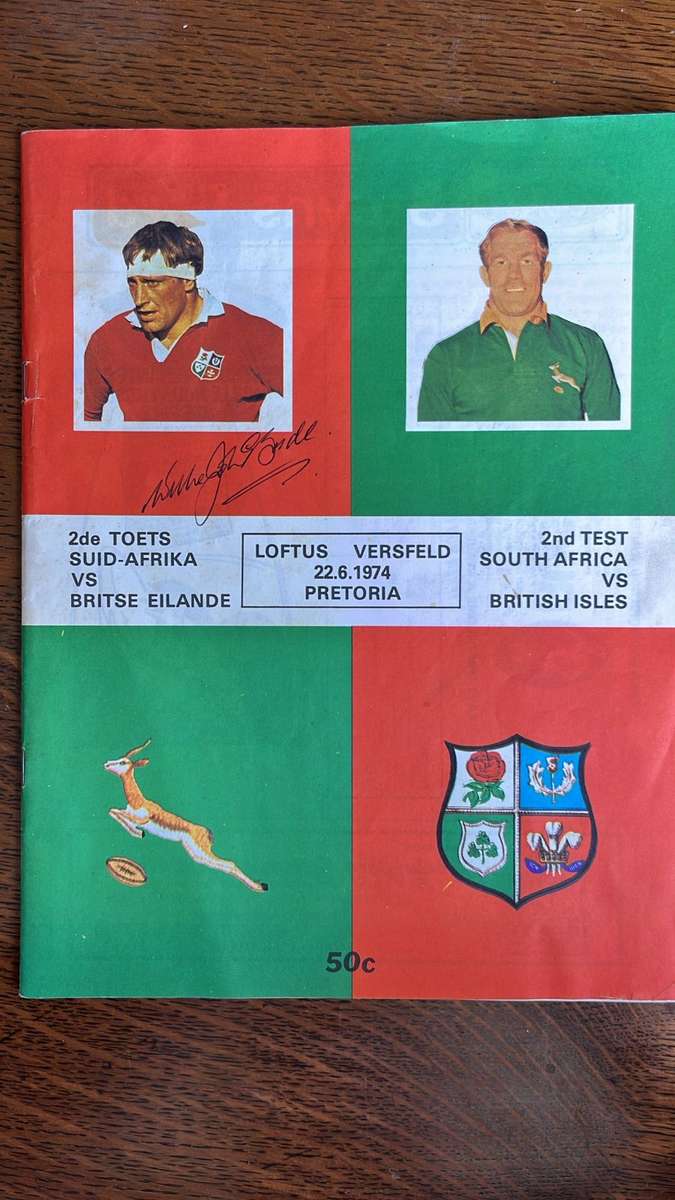 2de TOETS
SUID-AFRIKA
VS
BRITSE EILANDE
LOFTUS VERSFELD
22.6.1974
PRETORIA
2nd TEST
SOUTH AFRICA
VS
BRITISH ISLES
50c